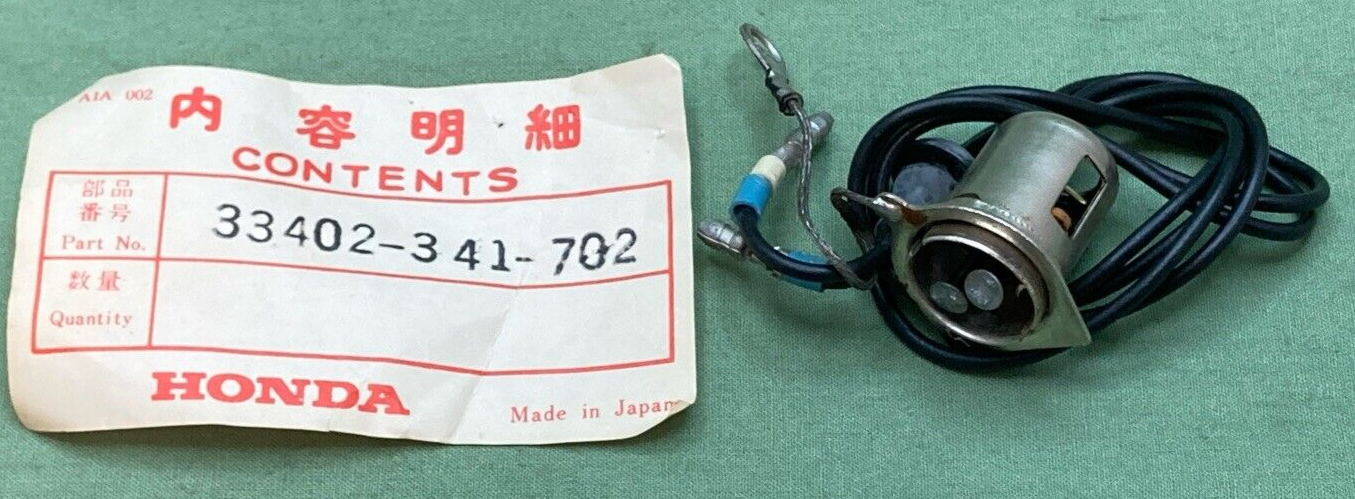 AIA 002
内容明細
CONTENTS
部品
番号
Part No.
33402-341-702
数量
Quantity
HONDA
Made in Japan